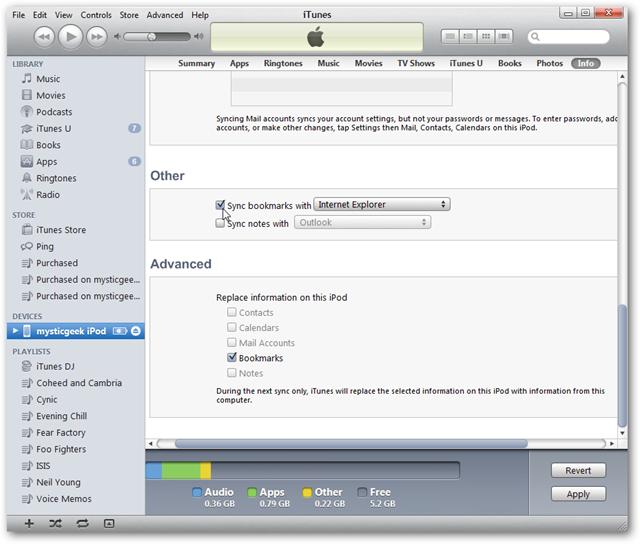 File Edit View Controls Store Advanced Help
iTunes
LIBRARY
Music
Movies
Podcasts
iTunes U 7
Books
Apps 6
Ringtones
Radio
STORE
iTunes Store
Ping
Purchased
Purchased on mysticgee...
Purchased on mysticgee...
DEVICES
mysticgeek iPod
PLAYLISTS
iTunes DJ
Coheed and Cambria
Cynic
Evening Chill
Fear Factory
Foo Fighters
ISIS
Neil Young
Voice Memos
Summary Apps Ringtones Music Movies TV Shows iTunes U Books Photos Info
Syncing Mail accounts syncs your account settings, but not your passwords or messages. To enter passwords, add
accounts, or make other changes, tap Settings then Mail, Contacts, Calendars on this iPod.
Other
Sync bookmarks with Internet Explorer
Sync notes with Outlook
Advanced
Replace information on this iPod
Contacts
Calendars
Mail Accounts
Bookmarks
Notes
During the next sync only, iTunes will replace the selected information on this iPod with information from this
computer.
Audio Apps Other Free
0.36 GB 0.79 GB 0.22 GB 5.2 GB
Revert
Apply